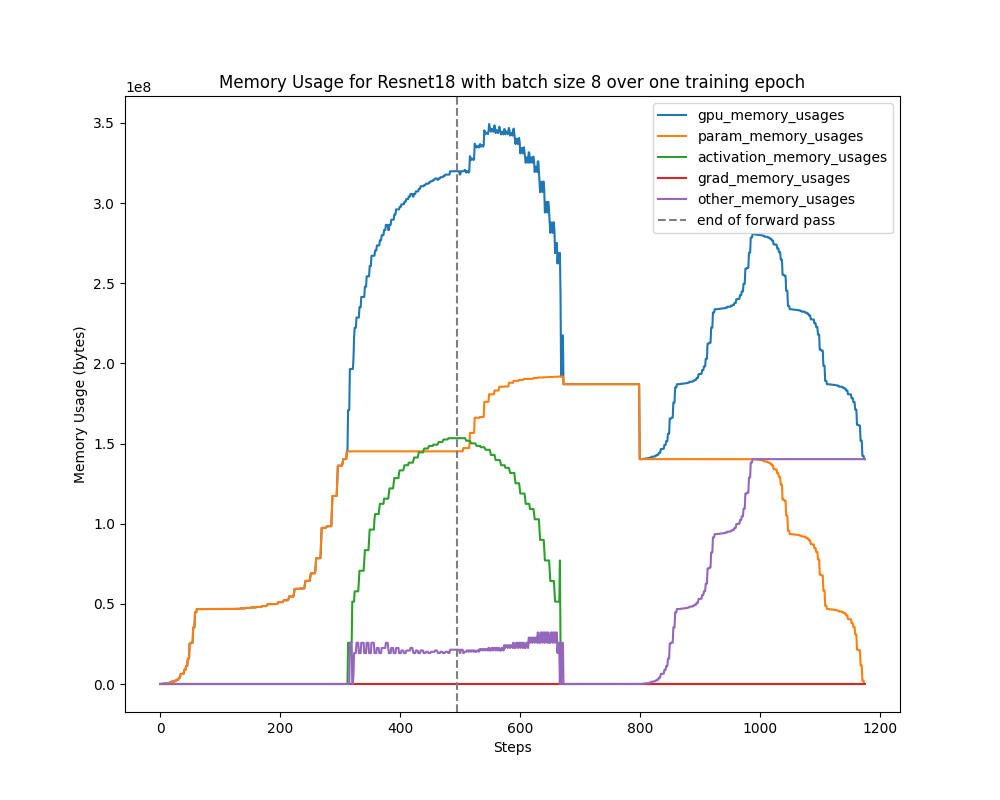 Memory Usage for Resnet18 with batch size 8 over one training epoch
1e8
gpu_memory_usages
param_memory_usages
activation_memory_usages
grad_memory_usages
other_memory_usages
end of forward pass
3.5
3.0
2.5
2.0
1.5
1.0
0.5
0.0
Memory Usage (bytes)
0 200 400 600 800 1000 1200
Steps